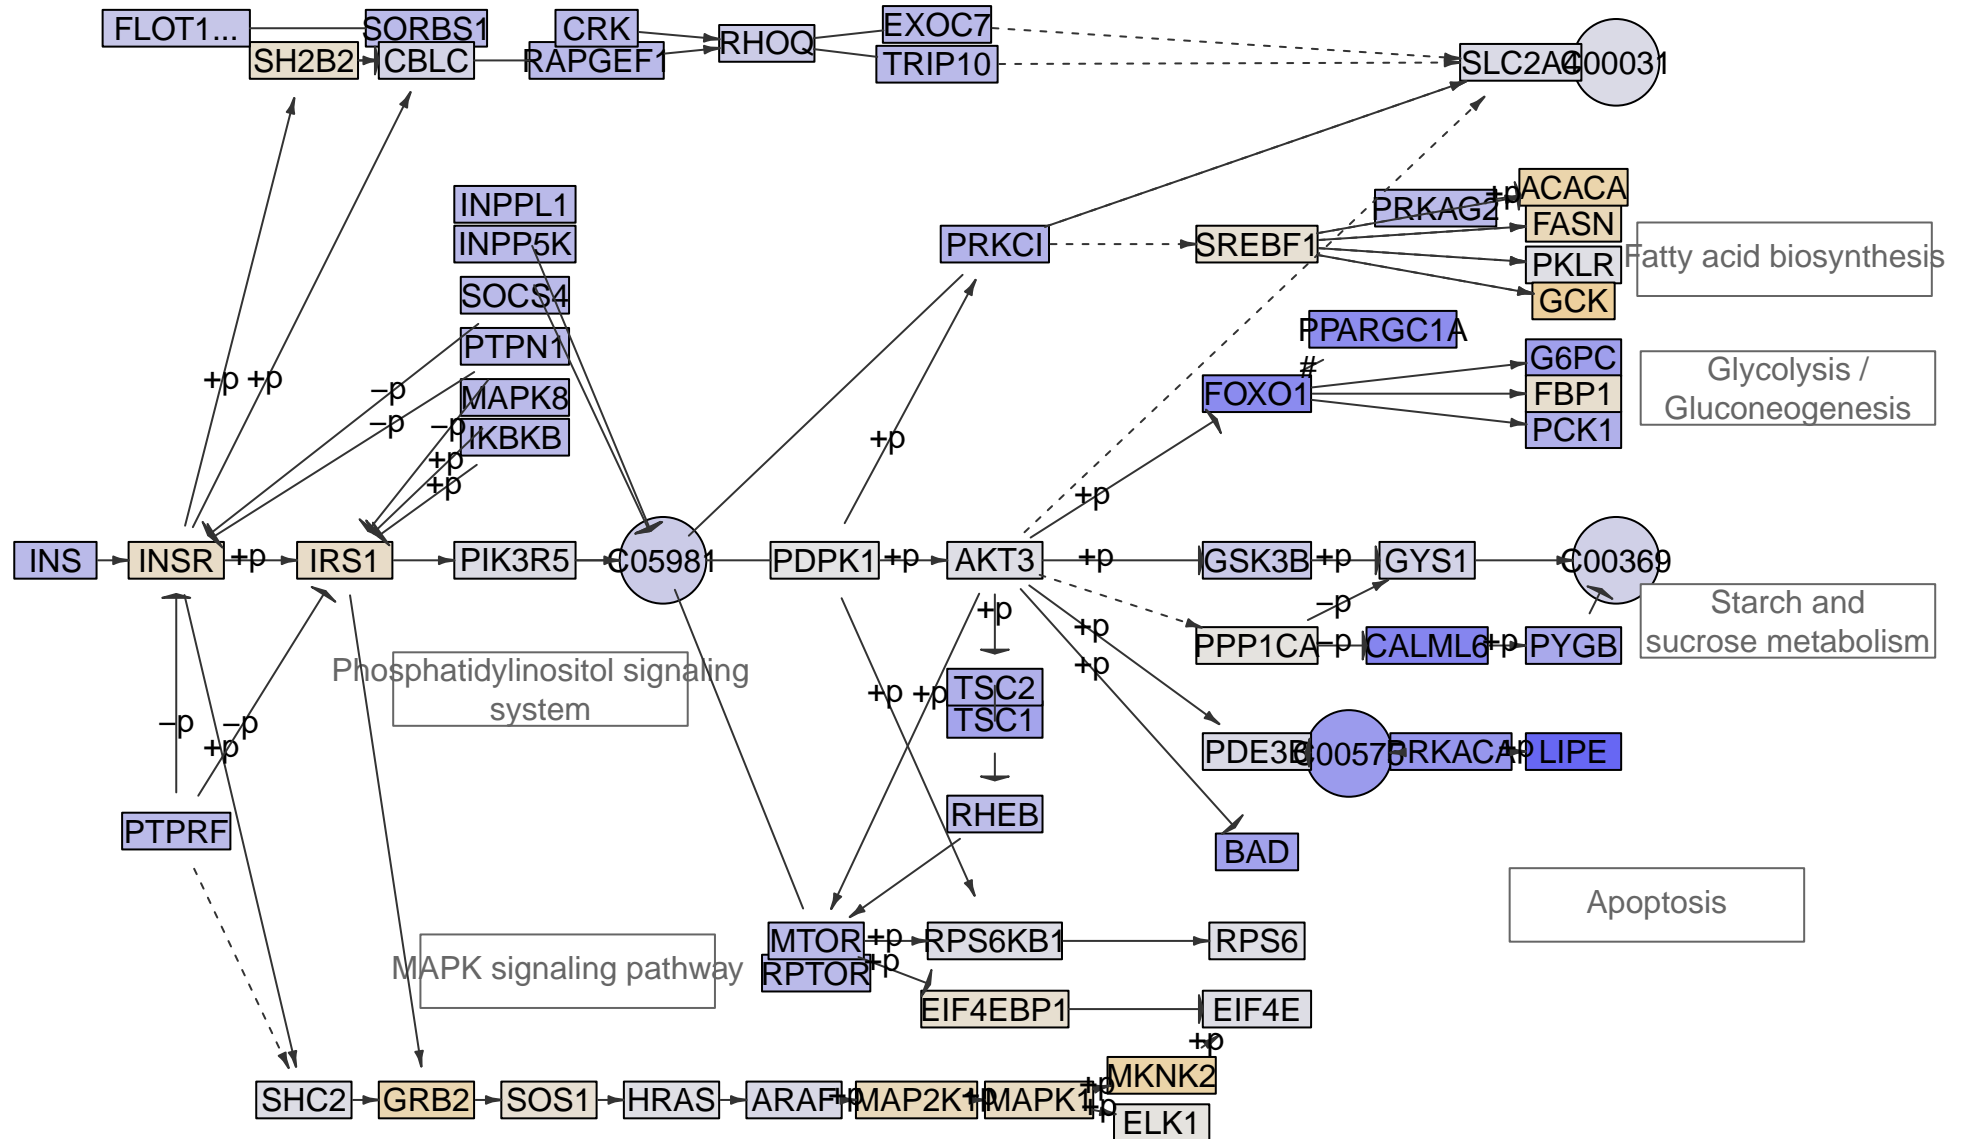 FLOT1...
SORBS1
CRK
EXOC7
SH2B2
CBLC
RAPGEF1
RHOQ
TRIP10
SLC2A4
C00031
INPPL1
INPP5K
PRKCI
SREBF1
PRKAG2
+p
ACACA
FASN
PKLR
GCK
Fatty acid biosynthesis
SOCS4
PTPN1
MAPK8
IKBKB
PPARGC1A
#
FOXO1
G6PC
FBP1
PCK1
Glycolysis /
Gluconeogenesis
+p
+p
−p
−p
−p
+p
+p
+p
+p
INS
INSR
+p
IRS1
PIK3R5
C05981
PDPK1
+p
AKT3
+p
GSK3B
+p
GYS1
C00369
+p
−p
+p
PPP1CA
−p
CALML6
+p
PYGB
Starch and
sucrose metabolism
Phosphatidylinositol signaling
system
+p
+p
+p
TSC2
TSC1
−p
−p
+p
PDE3B
C00575
PRKACA
+p
LIPE
PTPRF
RHEB
BAD
Apoptosis
MAPK signaling pathway
MTOR
RPTOR
+p
+p
RPS6KB1
RPS6
EIF4EBP1
EIF4E
+p
SHC2
GRB2
SOS1
HRAS
ARAF
+p
MAP2K1
+p
MAPK1
+p
+p
MKNK2
ELK1